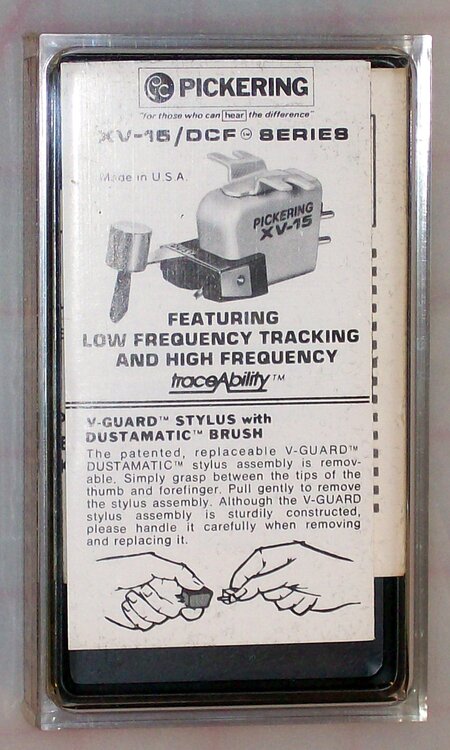 PICKERING
"for those who can hear the difference"
XV-15/DCF™ SERIES
Made in U.S.A.
PICKERING
XV-15
FEATURING
LOW FREQUENCY TRACKING
AND HIGH FREQUENCY
traceAbility™
V-GUARD™ STYLUS with
DUSTAMATIC™ BRUSH
The patented, replaceable V-GUARD™
DUSTAMATIC™ stylus assembly is remov-
able. Simply grasp between the tips of the
thumb and forefinger. Pull gently to remove
the stylus assembly. Although the V-GUARD
stylus assembly is sturdily constructed,
please handle it carefully when removing
and replacing it.